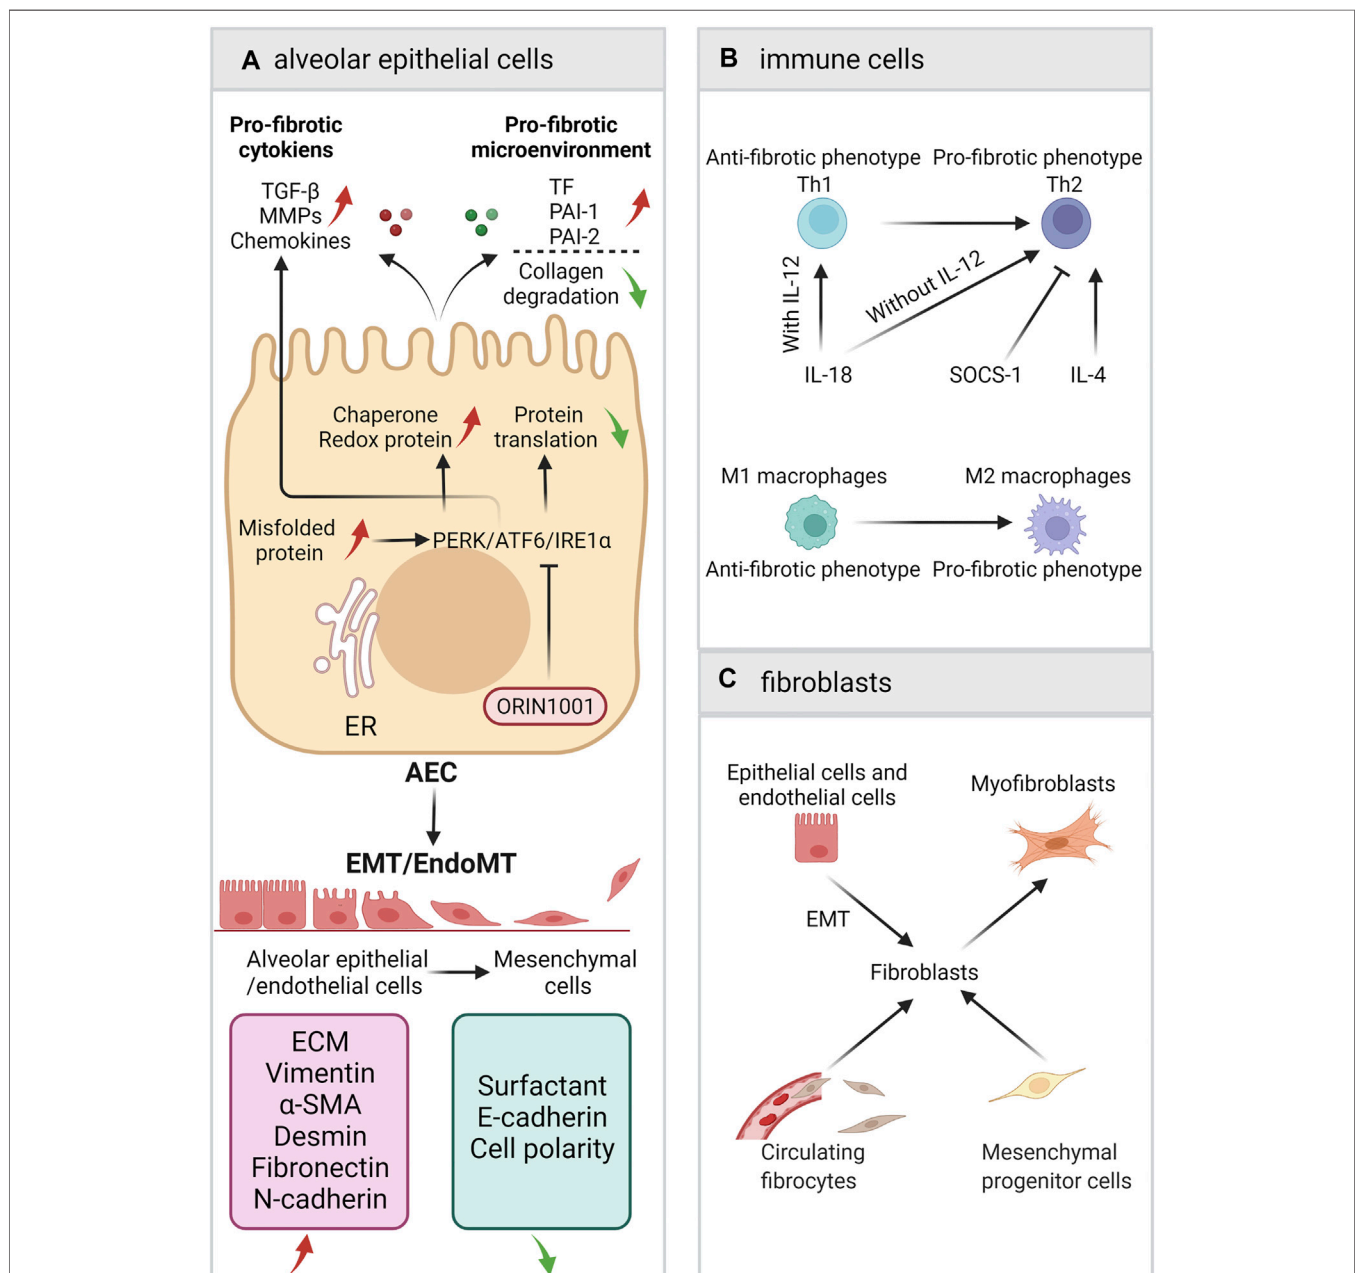 A alveolar epithelial cells
Pro-fibrotic
cytokiens
TGF-β
MMPs
Chemokines
Pro-fibrotic
microenvironment
TF
PAI-1
PAI-2
Collagen
degradation
Chaperone
Redox protein
Protein
translation
Misfolded
protein
PERK/ATF6/IRE1α
ORIN1001
ER
AEC
EMT/EndoMT
Alveolar epithelial
/endothelial cells
Mesenchymal
cells
ECM
Vimentin
α-SMA
Desmin
Fibronectin
N-cadherin
Surfactant
E-cadherin
Cell polarity
B immune cells
Anti-fibrotic phenotype
Th1
Pro-fibrotic phenotype
Th2
With IL-12
Without IL-12
IL-18
SOCS-1
IL-4
M1 macrophages
M2 macrophages
Anti-fibrotic phenotype
Pro-fibrotic phenotype
C fibroblasts
Epithelial cells and
endothelial cells
Myofibroblasts
EMT
Fibroblasts
Circulating
fibrocytes
Mesenchymal
progenitor cells